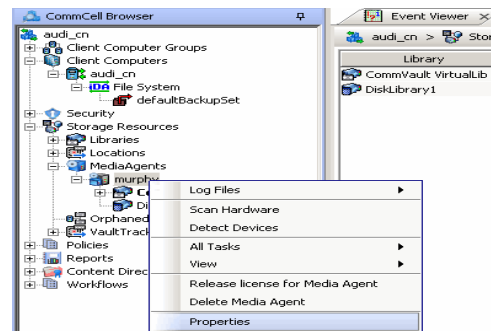 CommCell Browser
audi_cn
Client Computer Groups
Client Computers
audi_cn
iDA File System
defaultBackupSet
Security
Storage Resources
Libraries
Locations
MediaAgents
murphy
Orphaned
VaultTrack
Policies
Reports
Content Direc
Workflows
Log Files
Scan Hardware
Detect Devices
All Tasks
View
Release license for Media Agent
Delete Media Agent
Properties
Event Viewer
audi_cn > Stor
Library
CommVault VirtualLib
DiskLibrary1